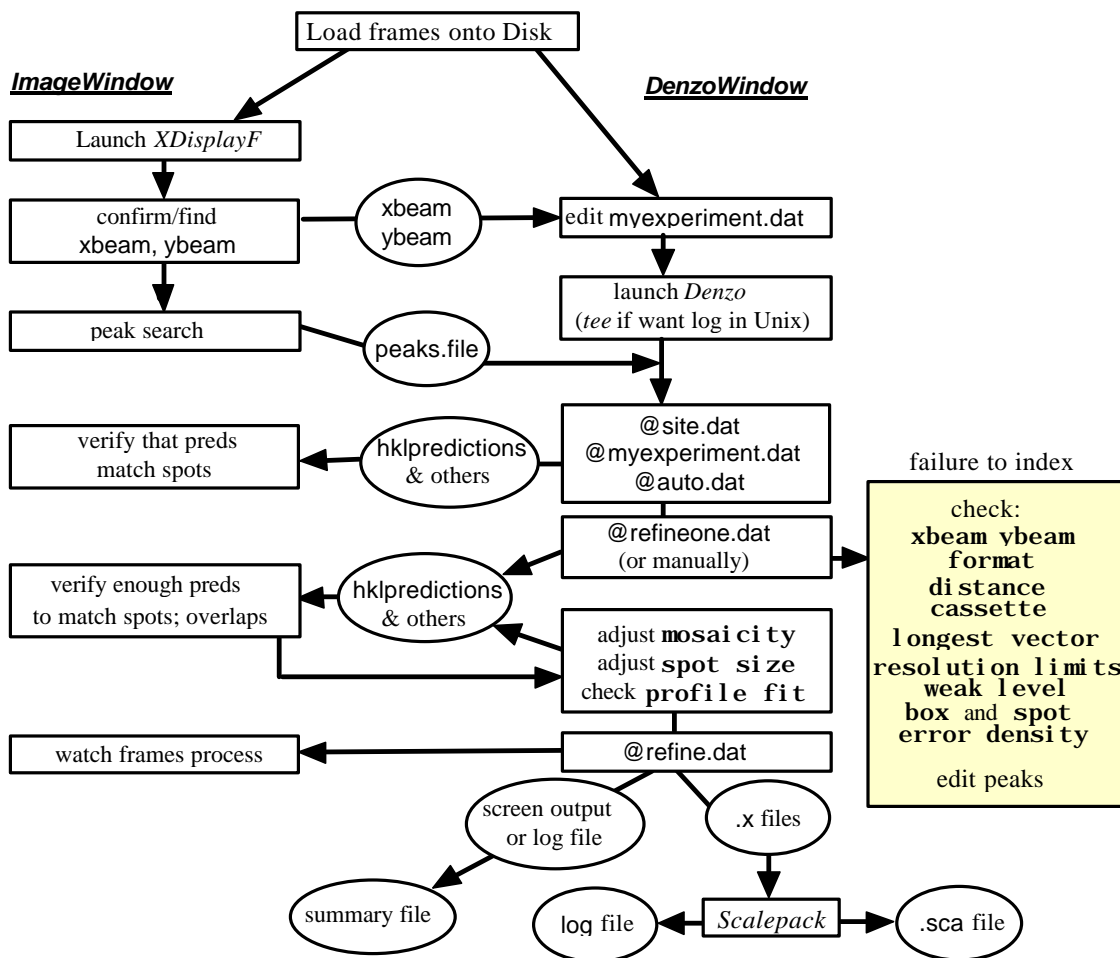 Load frames onto Disk
ImageWindow
DenzoWindow
Launch XDisplayF
confirm/find
xbeam, ybeam
xbeam
ybeam
edit myexperiment.dat
launch Denzo
(tee if want log in Unix)
peak search
peaks.file
@site.dat
@myexperiment.dat
@auto.dat
verify that preds
match spots
hklpredictions
& others
failure to index
@refineone.dat
(or manually)
check:
xbeam ybeam
format
distance
cassette
longest vector
resolution limits
weak level
box and spot
error density
edit peaks
verify enough preds
to match spots; overlaps
hklpredictions
& others
adjust mosaicity
adjust spot size
check profile fit
watch frames process
@refine.dat
screen output
or log file
.x files
summary file
log file
Scalepack
.sca file